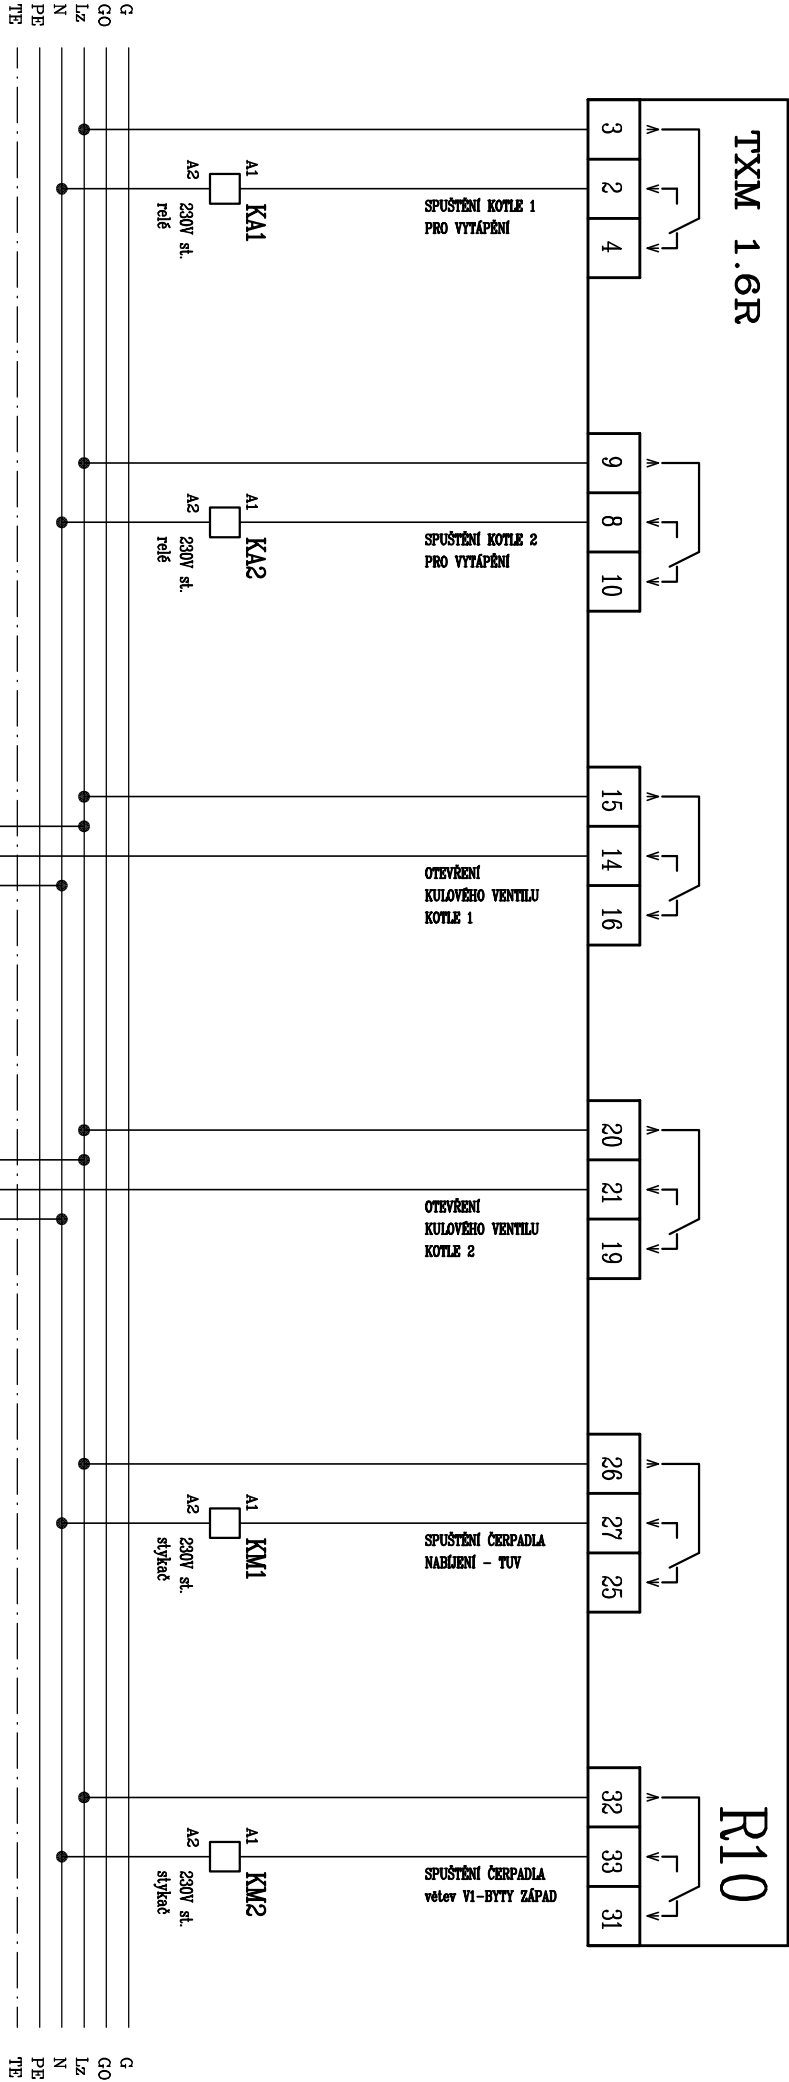 TXM 1.6R
R10
3
2
4
9
8
10
15
14
16
20
21
19
26
27
25
32
33
31
SPUŠTĚNÍ KOTLE 1
PRO VYTÁPĚNÍ
A1
KA1
A2
230V st.
relé
SPUŠTĚNÍ KOTLE 2
PRO VYTÁPĚNÍ
A1
KA2
A2
230V st.
relé
OTEVŘENÍ
KULOVÉHO VENTILU
KOTLE 1
OTEVŘENÍ
KULOVÉHO VENTILU
KOTLE 2
SPUŠTĚNÍ ČERPADLA
NABÍJENÍ - TUV
A1
KM1
A2
230V st.
stykač
SPUŠTĚNÍ ČERPADLA
větev V1-BYTY ZÁPAD
A1
KM2
A2
230V st.
stykač
G
GO
Lz
N
PE
TE
G
GO
Lz
N
PE
TE